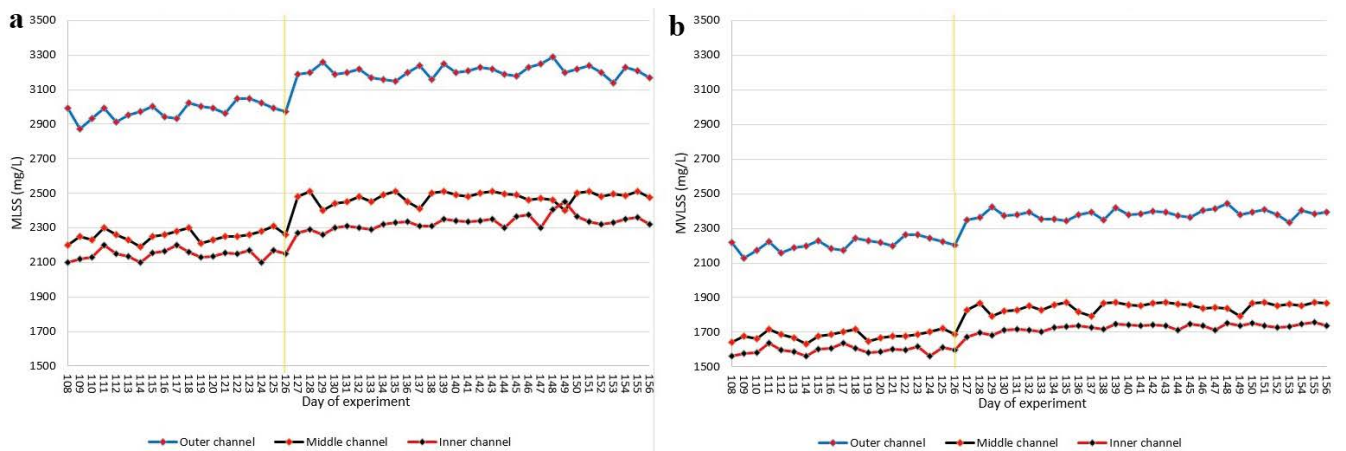 a
3500
3300
3100
2900
2700
2500
2300
2100
1900
1700
1500
MLSS (mg/L)
108 109 110 111 112 113 114 115 116 117 118 119 120 121 122 123 124 125 126 127 128 129 130 131 132 133 134 135 136 137 138 139 140 141 142 143 144 145 146 147 148 149 150 151 152 153 154 155 156
Day of experiment
Outer channel Middle channel Inner channel
b
3500
3300
3100
2900
2700
2500
2300
2100
1900
1700
1500
MVLSS (mg/L)
108 109 110 111 112 113 114 115 116 117 118 119 120 121 122 123 124 125 126 127 128 129 130 131 132 133 134 135 136 137 138 139 140 141 142 143 144 145 146 147 148 149 150 151 152 153 154 155 156
Day of experiment
Outer channel Middle channel Inner channel